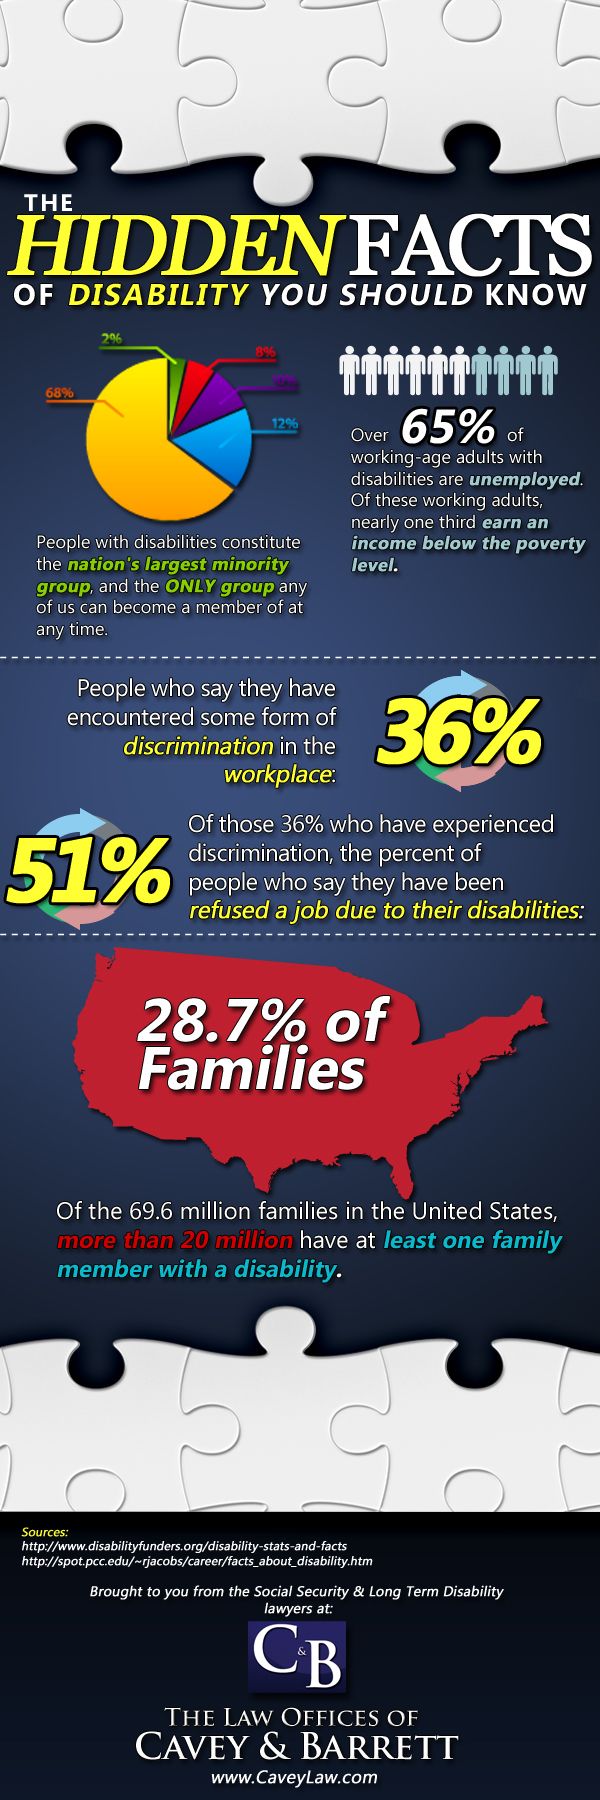 THE
HIDDEN FACTS
OF DISABILITY YOU SHOULD KNOW
2%
8%
68%
10%
12%
People with disabilities constitute
the nation's largest minority
group, and the ONLY group any
of us can become a member of at
any time.
Over 65% of
working-age adults with
disabilities are unemployed.
Of these working adults,
nearly one third earn an
income below the poverty
level.
People who say they have
encountered some form of
discrimination in the
workplace:
36%
51%
Of those 36% who have experienced
discrimination, the percent of
people who say they have been
refused a job due to their disabilities:
28.7% of
Families
Of the 69.6 million families in the United States,
more than 20 million have at least one family
member with a disability.
Sources:
http://www.disabilityfunders.org/disability-stats-and-facts
http://spot.pcc.edu/~rjacobs/career/facts_about_disability.htm
Brought to you from the Social Security & Long Term Disability
lawyers at:
C&B
THE LAW OFFICES OF
CAVEY & BARRETT
www.CaveyLaw.com